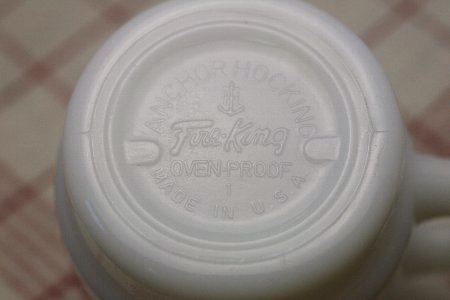 ANCHOR HOCKING
Fire-King
OVEN-PROOF
1
MADE IN U.S.A